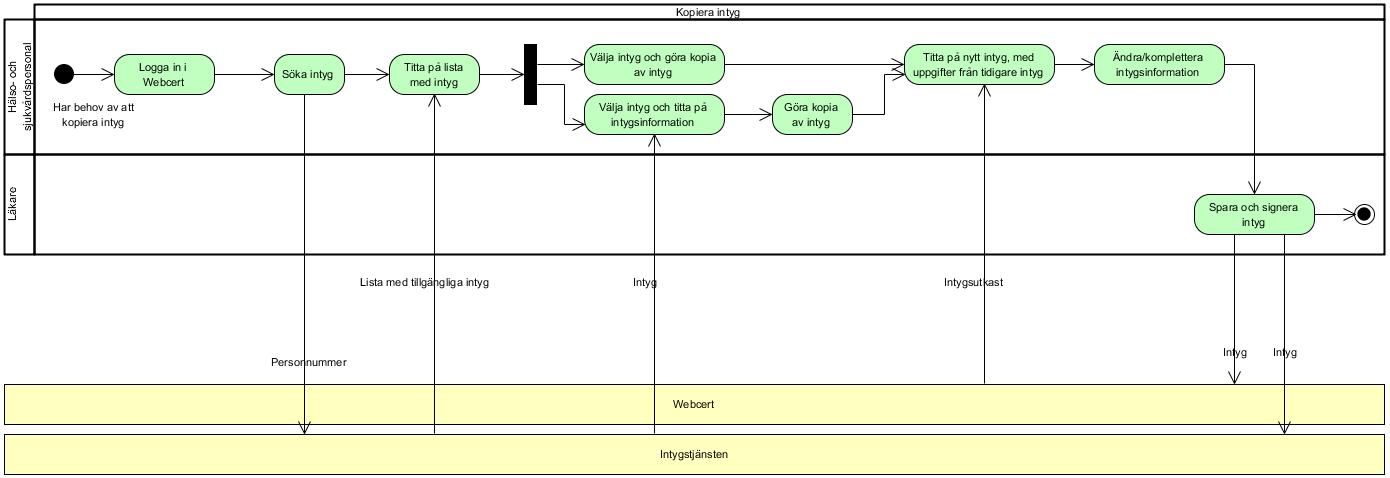 Kopiera intyg
Hälso- och
sjukvårdspersonal
Logga in i
Webcert
Söka intyg
Titta på lista
med intyg
Välja intyg och göra kopia
av intyg
Titta på nytt intyg, med
uppgifter från tidigare intyg
Ändra/komplettera
intygsinformation
Har behov av att
kopiera intyg
Välja intyg och titta på
intygsinformation
Göra kopia
av intyg
Läkare
Spara och signera
intyg
Lista med tillgängliga intyg
Intyg
Intygsutkast
Personnummer
Intyg
Intyg
Webcert
Intygstjänsten